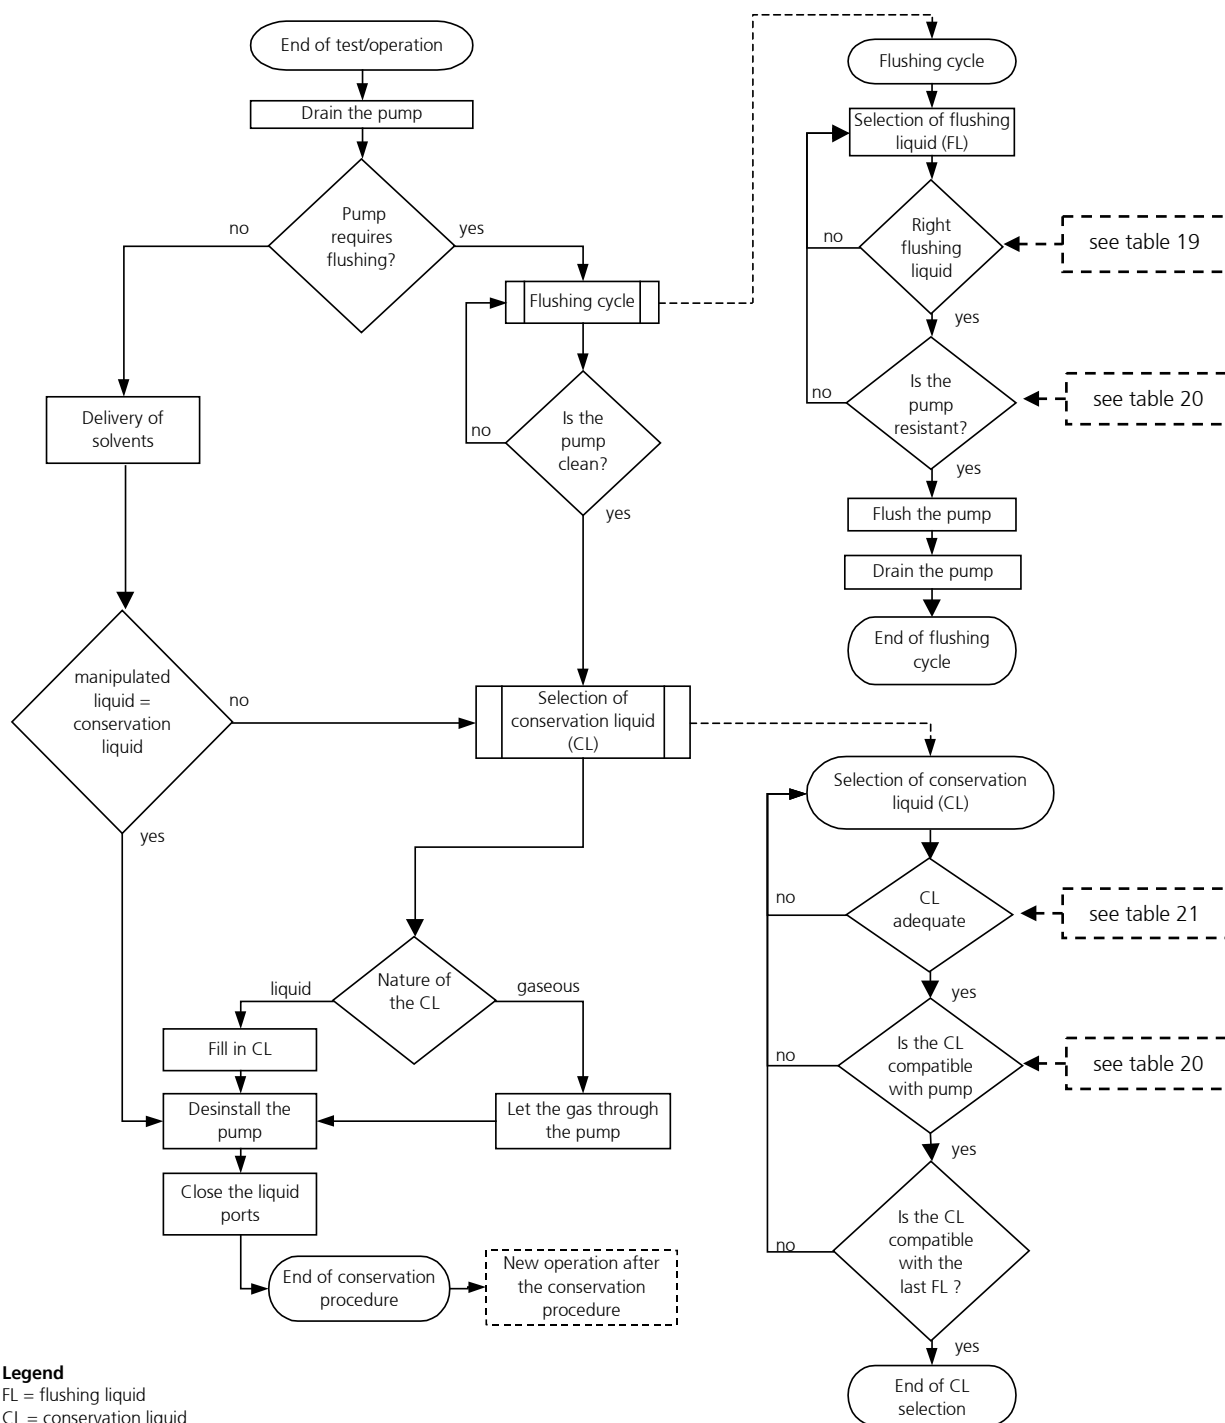 End of test/operation
Drain the pump
Pump
requires
flushing?
no
yes
Flushing cycle
Is the
pump
clean?
no
yes
Delivery of
solvents
manipulated
liquid =
conservation
liquid
no
yes
Selection of
conservation liquid
(CL)
Nature of
the CL
liquid
gaseous
Fill in CL
Desinstall the
pump
Let the gas through
the pump
Close the liquid
ports
End of conservation
procedure
New operation after
the conservation
procedure
Legend
FL = flushing liquid
CL = conservation liquid
Flushing cycle
Selection of flushing
liquid (FL)
Right
flushing
liquid
no
see table 19
yes
Is the
pump
resistant?
no
see table 20
yes
Flush the pump
Drain the pump
End of flushing
cycle
Selection of conservation
liquid (CL)
CL
adequate
no
see table 21
yes
Is the CL
compatible
with pump
no
see table 20
yes
Is the CL
compatible
with the
last FL ?
no
yes
End of CL
selection